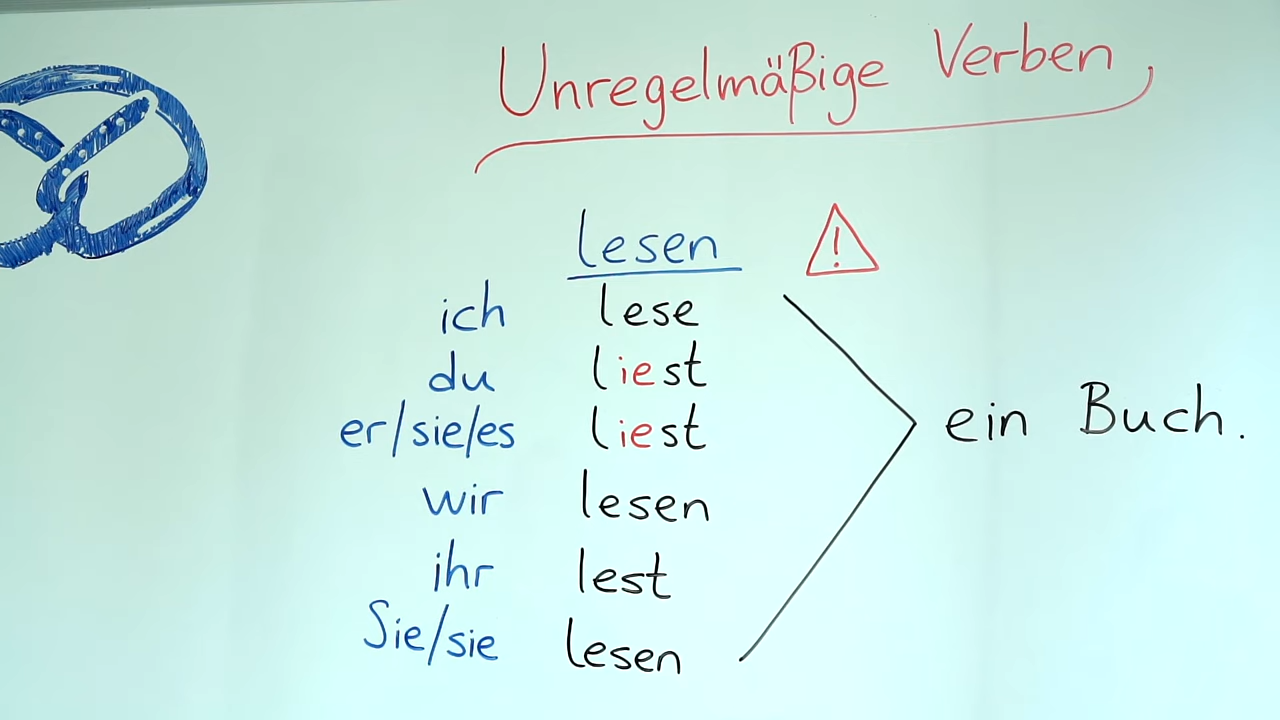 Unregelmäßige Verben
lesen
ich lese
du liest
er/sie/es liest
ein Buch.
wir lesen
ihr lest
Sie/sie lesen